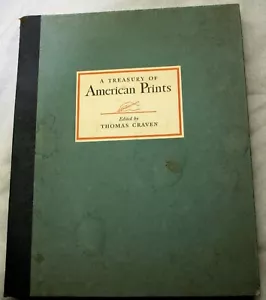 A TREASURY OF
American Prints
Edited by
THOMAS CRAVEN